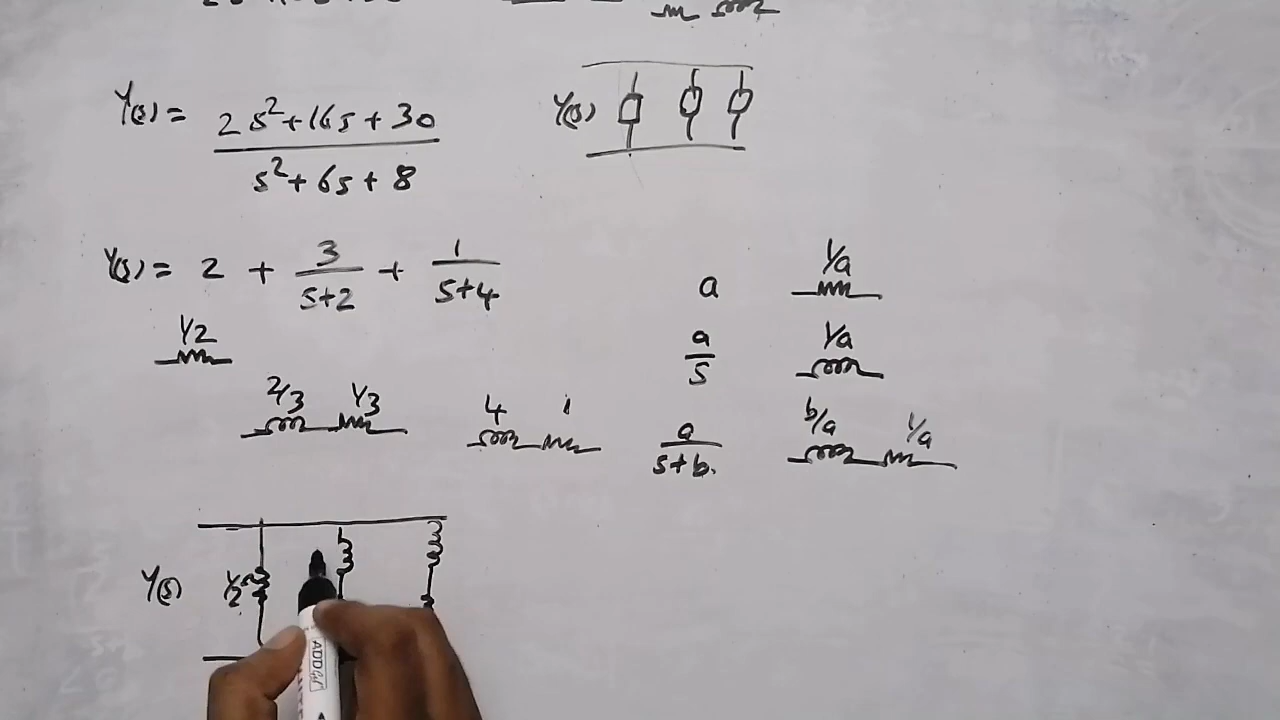 Y(s) = 2s²+16s+30 / s²+6s+8
Y(s)
Y(s) = 2 + 3/s+2 + 1/s+4
a 1/a
1/2
a/s 1/a
2/3 1/3 4 1
a/s+b. b/a 1/a
Y(s) 1/2
ADDGEL